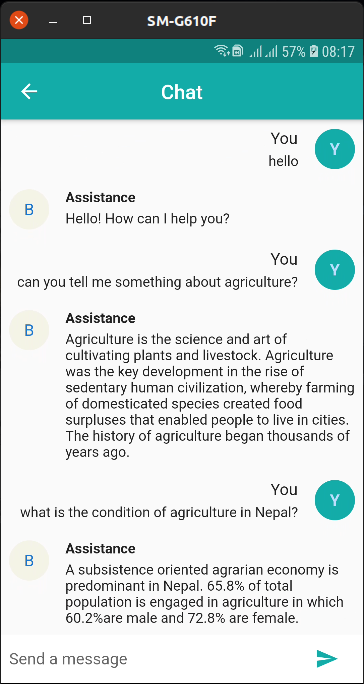 SM-G610F
57% 08:17
Chat
You
Y
hello
Assistance
B
Hello! How can I help you?
You
Y
can you tell me something about agriculture?
Assistance
B
Agriculture is the science and art of
cultivating plants and livestock. Agriculture
was the key development in the rise of
sedentary human civilization, whereby farming
of domesticated species created food
surpluses that enabled people to live in cities.
The history of agriculture began thousands of
years ago.
You
Y
what is the condition of agriculture in Nepal?
Assistance
B
A subsistence oriented agrarian economy is
predominant in Nepal. 65.8% of total
population is engaged in agriculture in which
60.2%are male and 72.8% are female.
Send a message